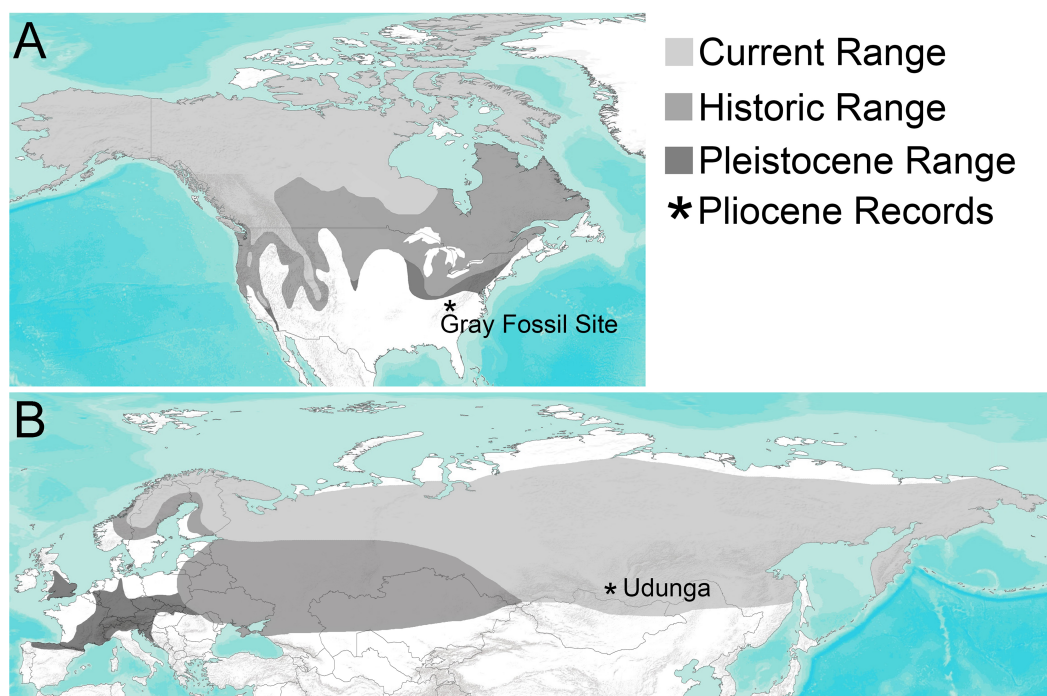 A
Current Range
Historic Range
Pleistocene Range
* Pliocene Records
*
Gray Fossil Site
B
* Udunga